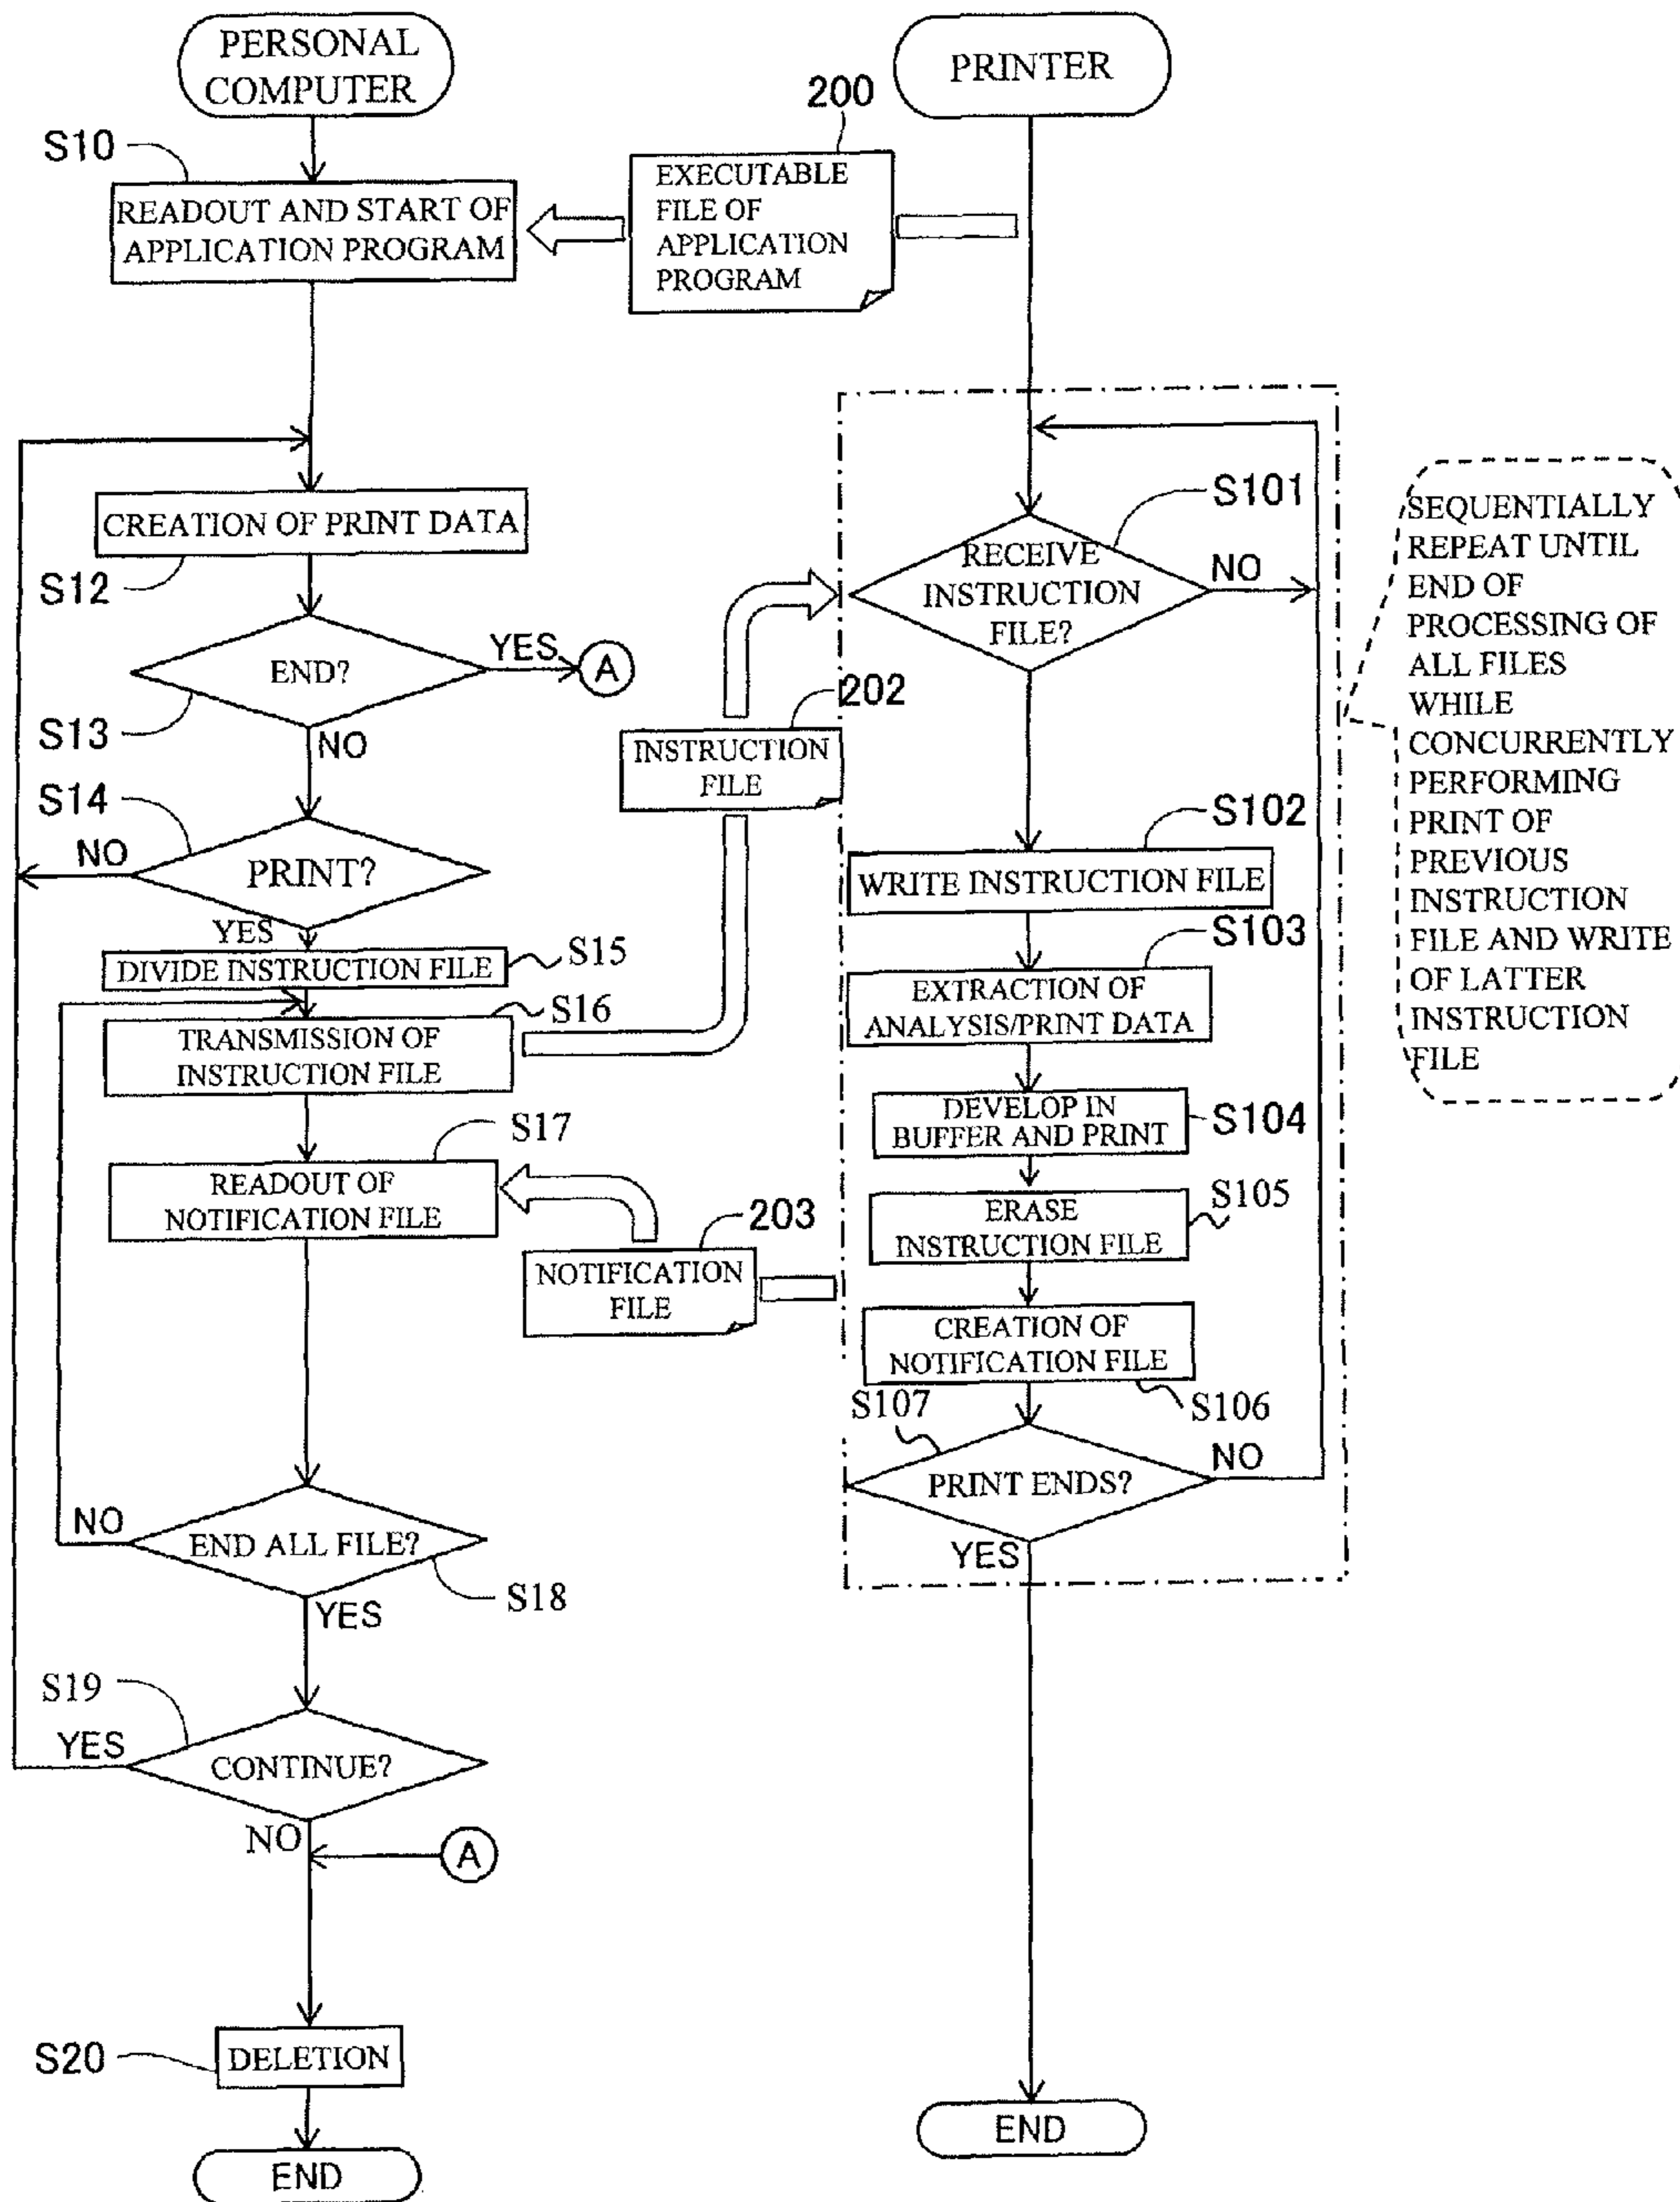 PERSONAL
COMPUTER
PRINTER
200
S10
EXECUTABLE
FILE OF
APPLICATION
PROGRAM
READOUT AND START OF
APPLICATION PROGRAM
CREATION OF PRINT DATA
S12
END?
YES
A
S13
NO
S14
NO
PRINT?
YES
DIVIDE INSTRUCTION FILE
S15
S16
TRANSMISSION OF
INSTRUCTION FILE
S17
READOUT OF
NOTIFICATION FILE
202
INSTRUCTION
FILE
203
NOTIFICATION
FILE
NO
END ALL FILE?
S18
YES
S19
YES
CONTINUE?
NO
A
S20
DELETION
END
S101
RECEIVE
INSTRUCTION
FILE?
NO
S102
WRITE INSTRUCTION FILE
S103
EXTRACTION OF
ANALYSIS/PRINT DATA
DEVELOP IN
BUFFER AND PRINT
S104
S105
ERASE
INSTRUCTION FILE
CREATION OF
NOTIFICATION FILE
S107
S106
NO
PRINT ENDS?
YES
END
SEQUENTIALLY
REPEAT UNTIL
END OF
PROCESSING OF
ALL FILES
WHILE
CONCURRENTLY
PERFORMING
PRINT OF
PREVIOUS
INSTRUCTION
FILE AND WRITE
OF LATTER
INSTRUCTION
FILE